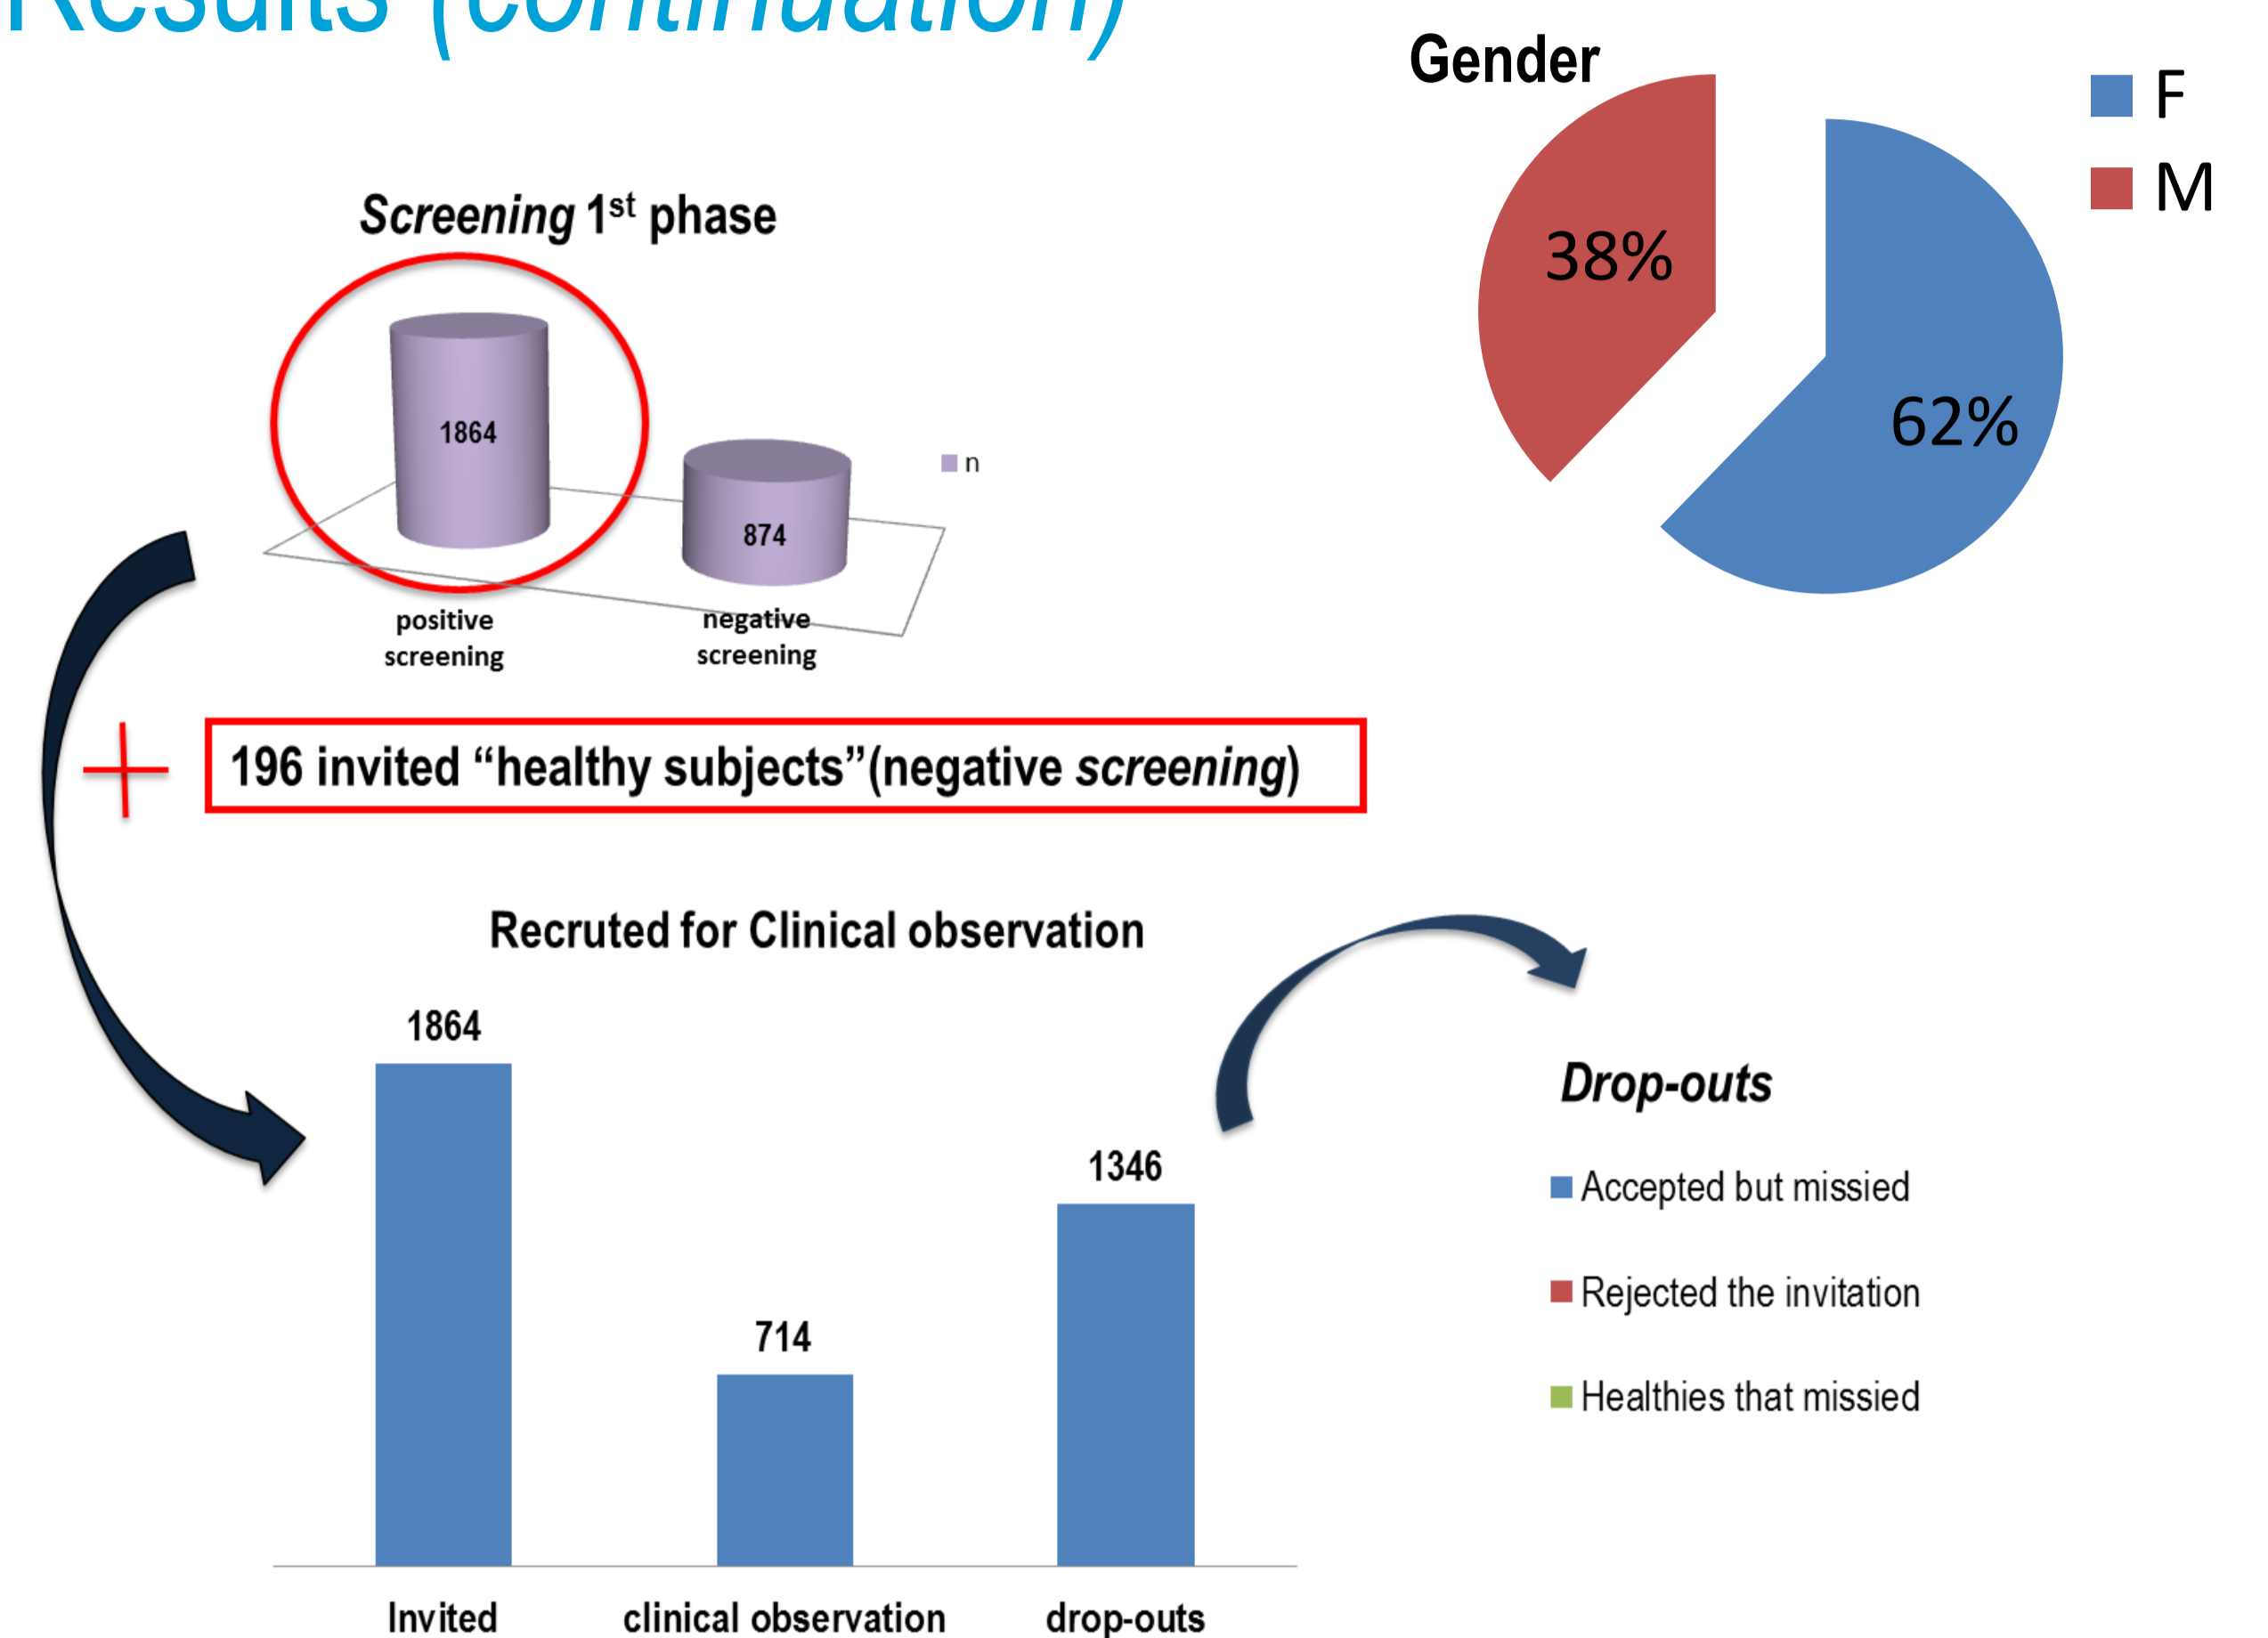 Results (continuation)
Gender
F
M
38%
62%
Screening 1st phase
1864
874
n
positive
screening
negative
screening
196 invited “healthy subjects”(negative screening)
Recruted for Clinical observation
1864
714
1346
Invited
clinical observation
drop-outs
Drop-outs
Accepted but missied
Rejected the invitation
Healthies that missied